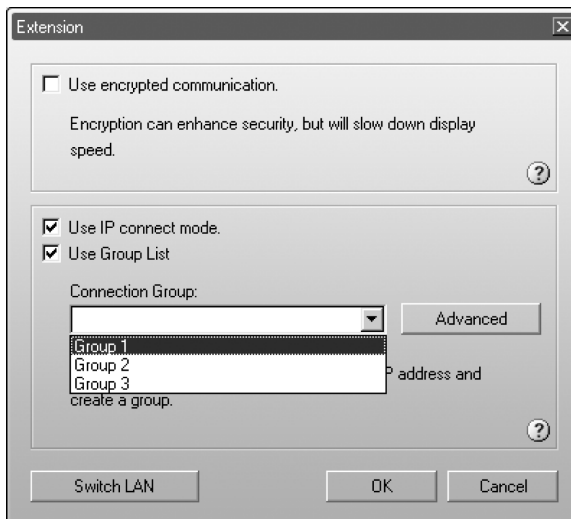 Extension
Use encrypted communication.
Encryption can enhance security, but will slow down display
speed.
?
Use IP connect mode.
Use Group List
Connection Group:
Advanced
Group 1
Group 2
Group 3
address and
create a group.
?
Switch LAN
OK
Cancel